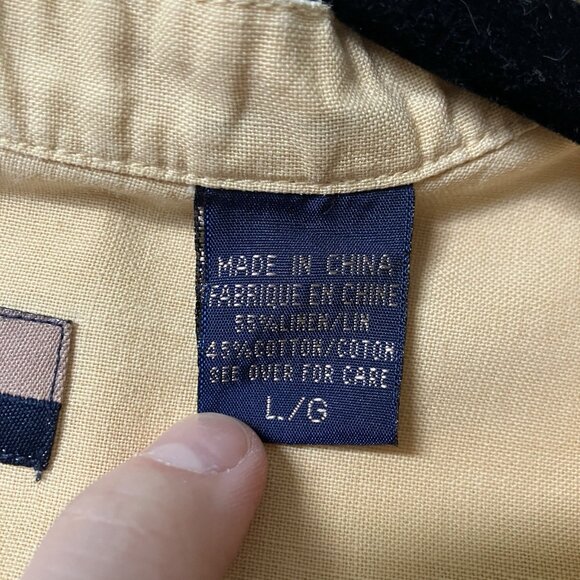 MADE IN CHINA
FABRIQUE EN CHINE
55% LINEN/LIN
45% COTTON/COTON
SEE OVER FOR CARE
L/G